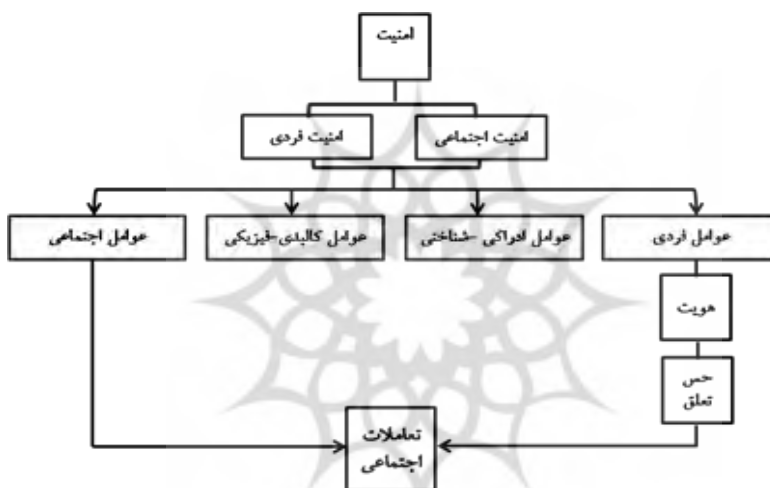 امنیت
امنیت اجتماعی
امنیت فردی
عوامل فردی
عوامل ادراکی -شناختی
عوامل کالبدی-فیزیکی
عوامل اجتماعی
هویت
حس
تعلق
تعاملات
اجتماعی